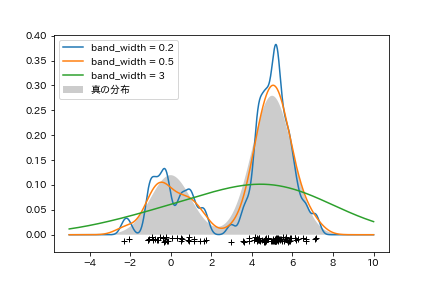 0.40
0.35
0.30
0.25
0.20
0.15
0.10
0.05
0.00
band_width = 0.2
band_width = 0.5
band_width = 3
真の分布
−4 −2 0 2 4 6 8 10